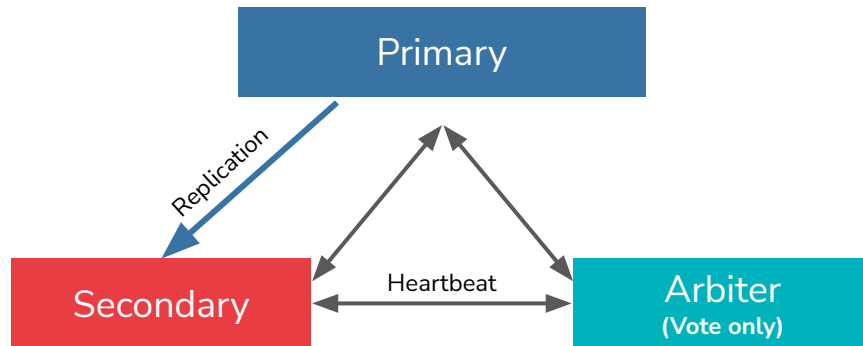 Primary
Replication
Heartbeat
Secondary
Arbiter
(Vote only)